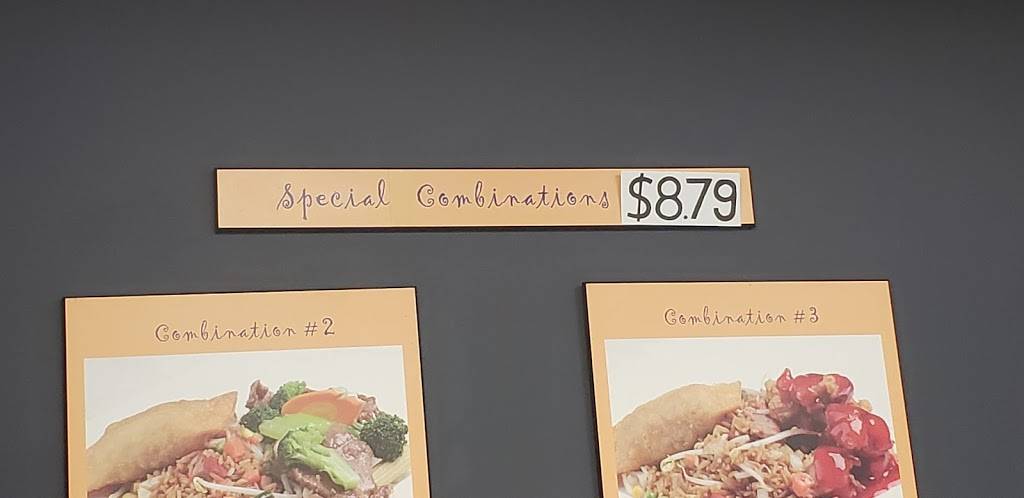 Special Combinations $8.79
Combination #2
Combination #3